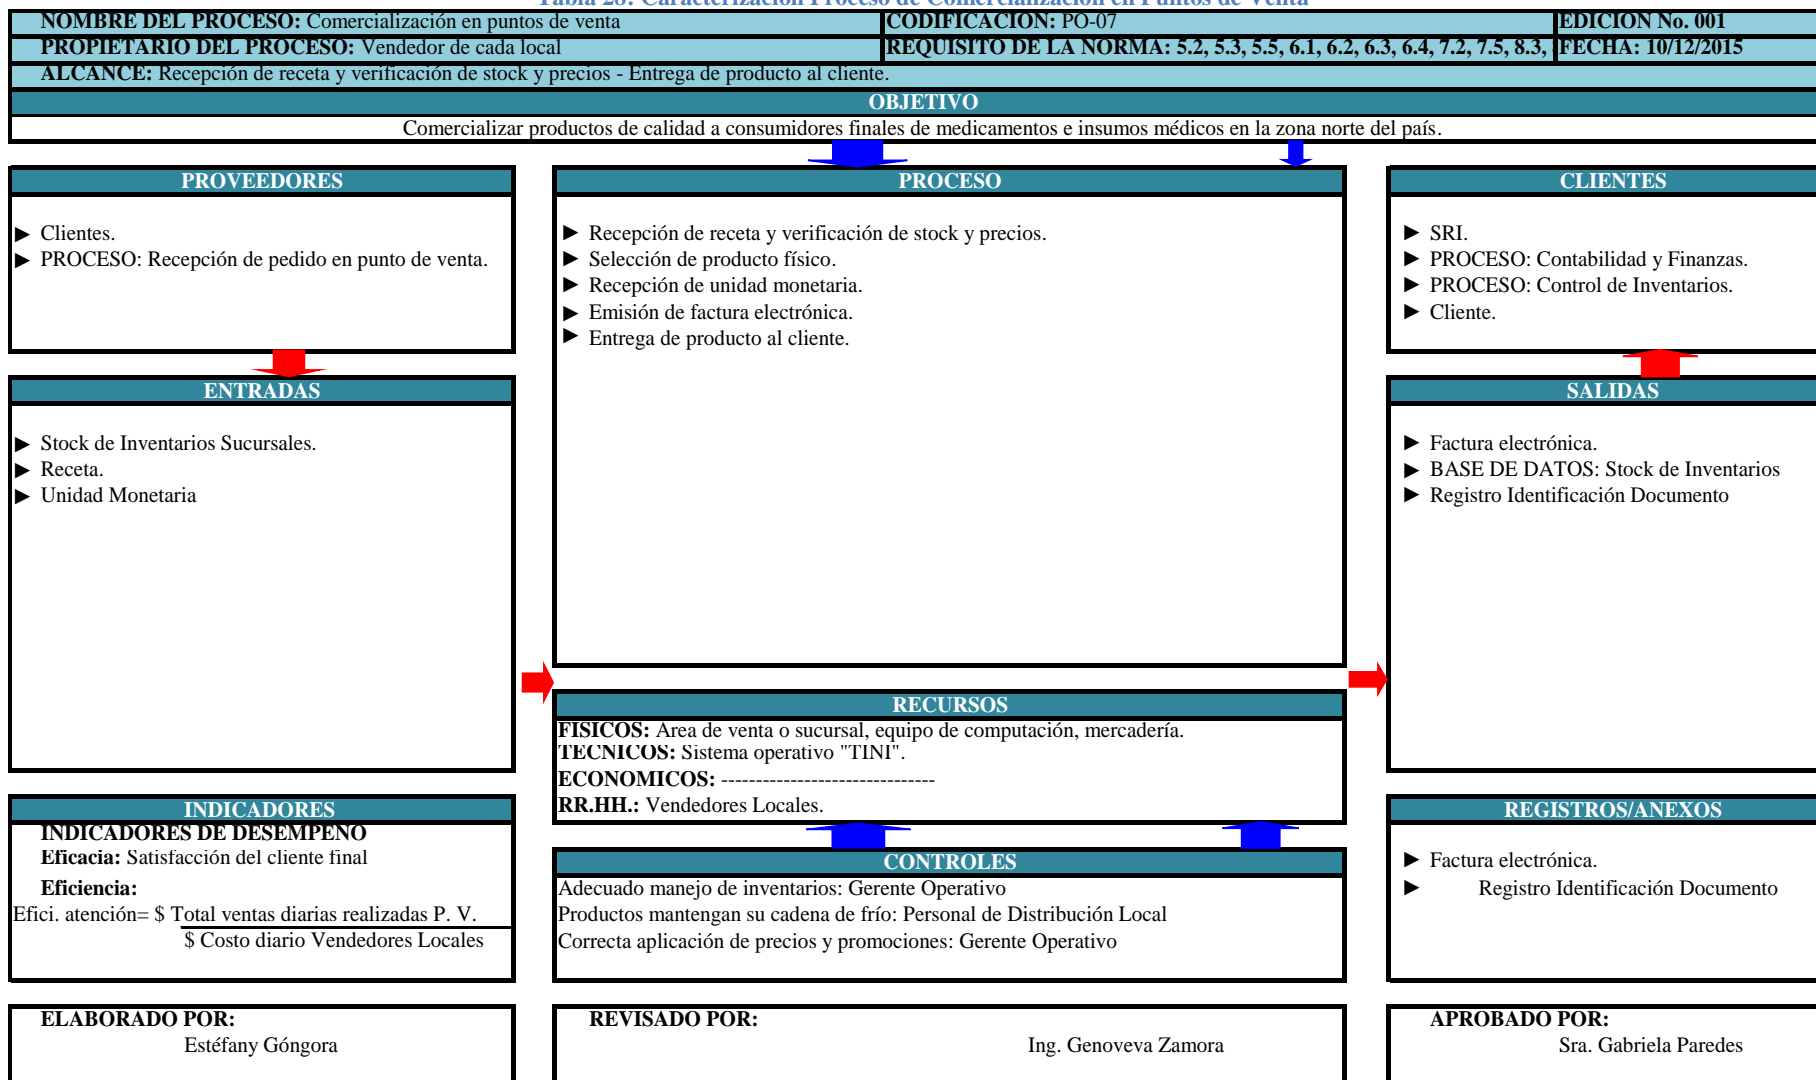 Tabla 28: Caracterización Proceso de Comercialización en Puntos de Venta
NOMBRE DEL PROCESO: Comercialización en puntos de venta
CODIFICACION: PO-07
EDICION No. 001
PROPIETARIO DEL PROCESO: Vendedor de cada local
REQUISITO DE LA NORMA: 5.2, 5.3, 5.5, 6.1, 6.2, 6.3, 6.4, 7.2, 7.5, 8.3,
FECHA: 10/12/2015
ALCANCE: Recepción de receta y verificación de stock y precios - Entrega de producto al cliente.
OBJETIVO
Comercializar productos de calidad a consumidores finales de medicamentos e insumos médicos en la zona norte del país.
PROVEEDORES
► Clientes.
► PROCESO: Recepción de pedido en punto de venta.
PROCESO
► Recepción de receta y verificación de stock y precios.
► Selección de producto físico.
► Recepción de unidad monetaria.
► Emisión de factura electrónica.
► Entrega de producto al cliente.
CLIENTES
► SRI.
► PROCESO: Contabilidad y Finanzas.
► PROCESO: Control de Inventarios.
► Cliente.
ENTRADAS
► Stock de Inventarios Sucursales.
► Receta.
► Unidad Monetaria
SALIDAS
► Factura electrónica.
► BASE DE DATOS: Stock de Inventarios
► Registro Identificación Documento
RECURSOS
FISICOS: Area de venta o sucursal, equipo de computación, mercadería.
TECNICOS: Sistema operativo "TINI".
ECONOMICOS: -------------------------------
RR.HH.: Vendedores Locales.
INDICADORES
INDICADORES DE DESEMPEÑO
Eficacia: Satisfacción del cliente final
Eficiencia:
Efici. atención= $ Total ventas diarias realizadas P. V.
$ Costo diario Vendedores Locales
CONTROLES
Adecuado manejo de inventarios: Gerente Operativo
Productos mantengan su cadena de frío: Personal de Distribución Local
Correcta aplicación de precios y promociones: Gerente Operativo
REGISTROS/ANEXOS
► Factura electrónica.
► Registro Identificación Documento
ELABORADO POR:
Estéfany Góngora
REVISADO POR:
Ing. Genoveva Zamora
APROBADO POR:
Sra. Gabriela Paredes